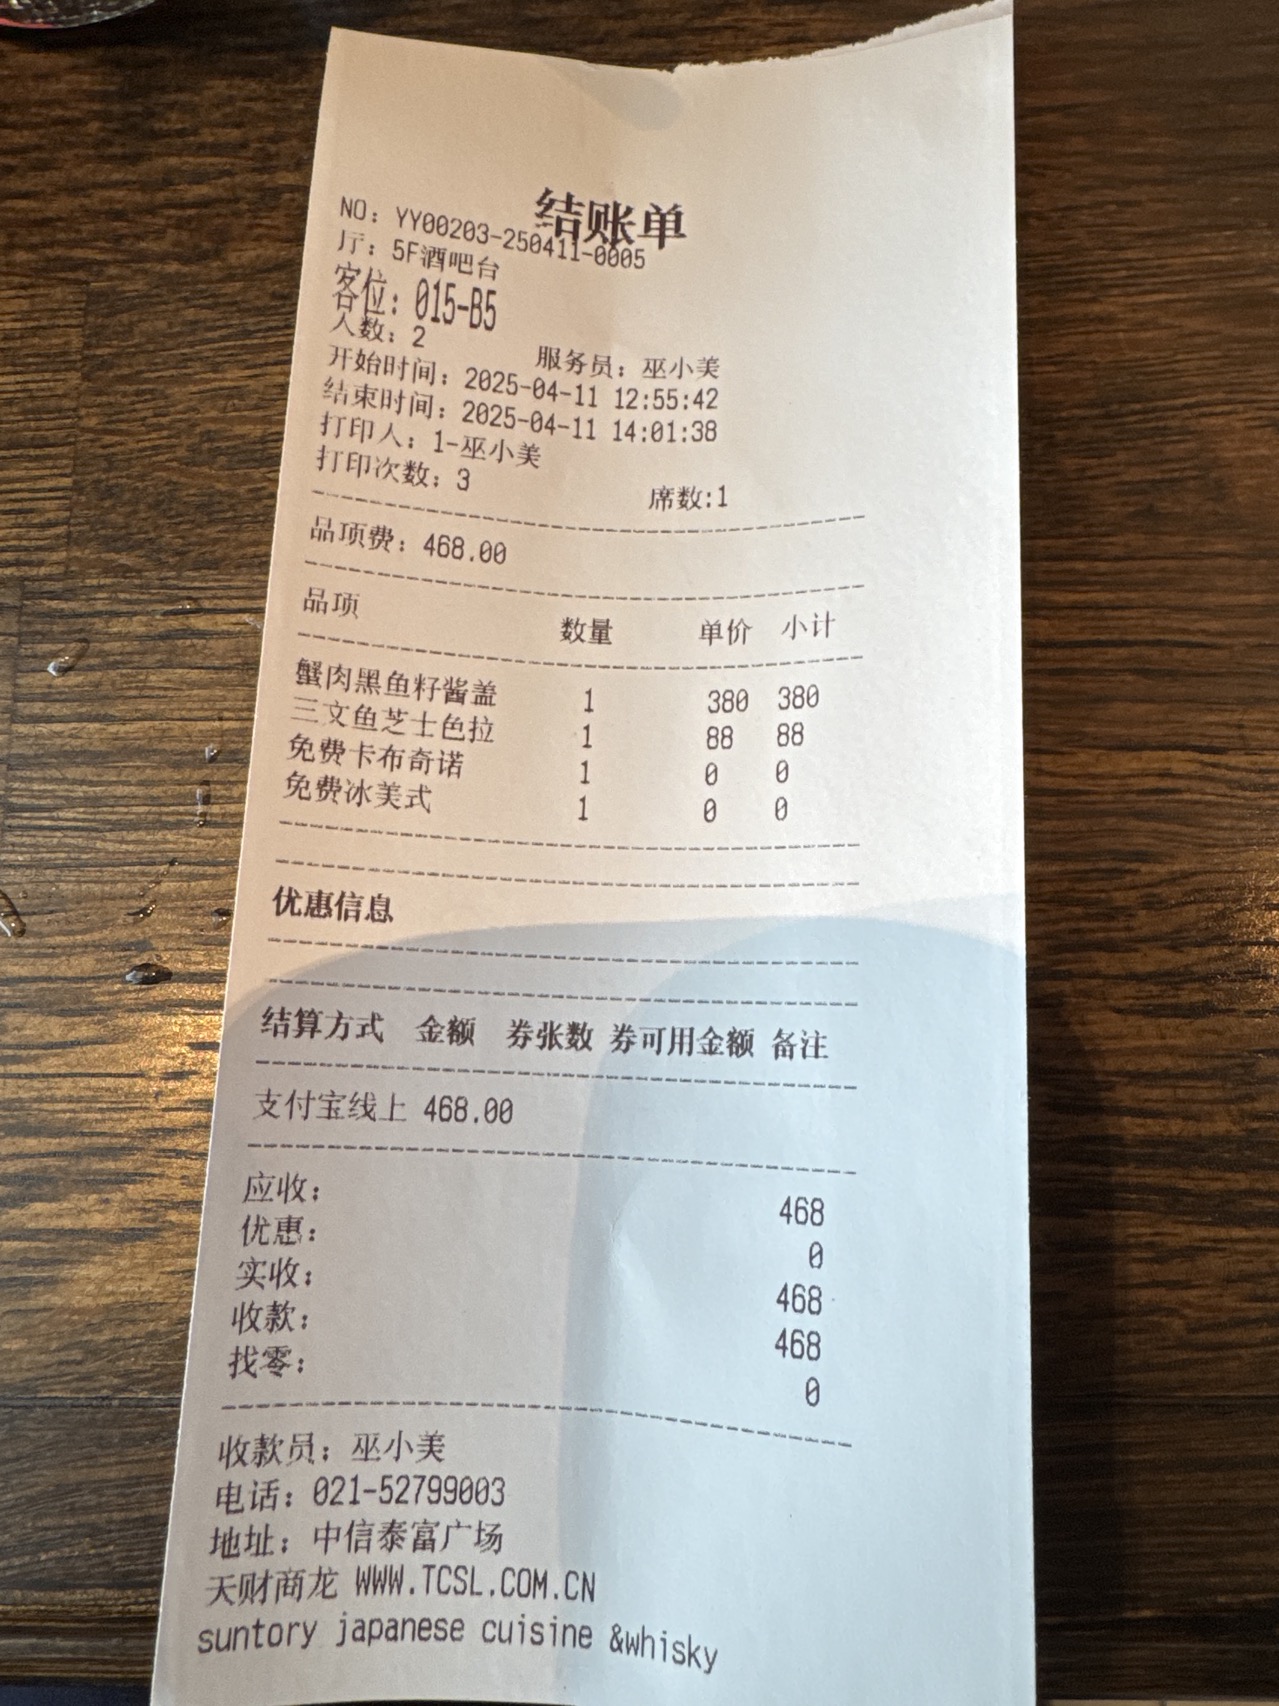 结账单
NO：YY00203-250411-0005
厅：5F酒吧台
客位：015-B5
人数：2 服务员：巫小美
开始时间：2025-04-11 12:55:42
结束时间：2025-04-11 14:01:38
打印人：1-巫小美
打印次数：3 席数:1
品项费：468.00
品项 数量 单价 小计
蟹肉黑鱼籽酱盖 1 380 380
三文鱼芝士色拉 1 88 88
免费卡布奇诺 1 0 0
免费冰美式 1 0 0
优惠信息
结算方式 金额 券张数 券可用金额 备注
支付宝线上 468.00
应收： 468
优惠： 0
实收： 468
收款： 468
找零： 0
收款员：巫小美
电话：021-52799003
地址：中信泰富广场
天财商龙 WWW.TCSL.COM.CN
suntory japanese cuisine &whisky